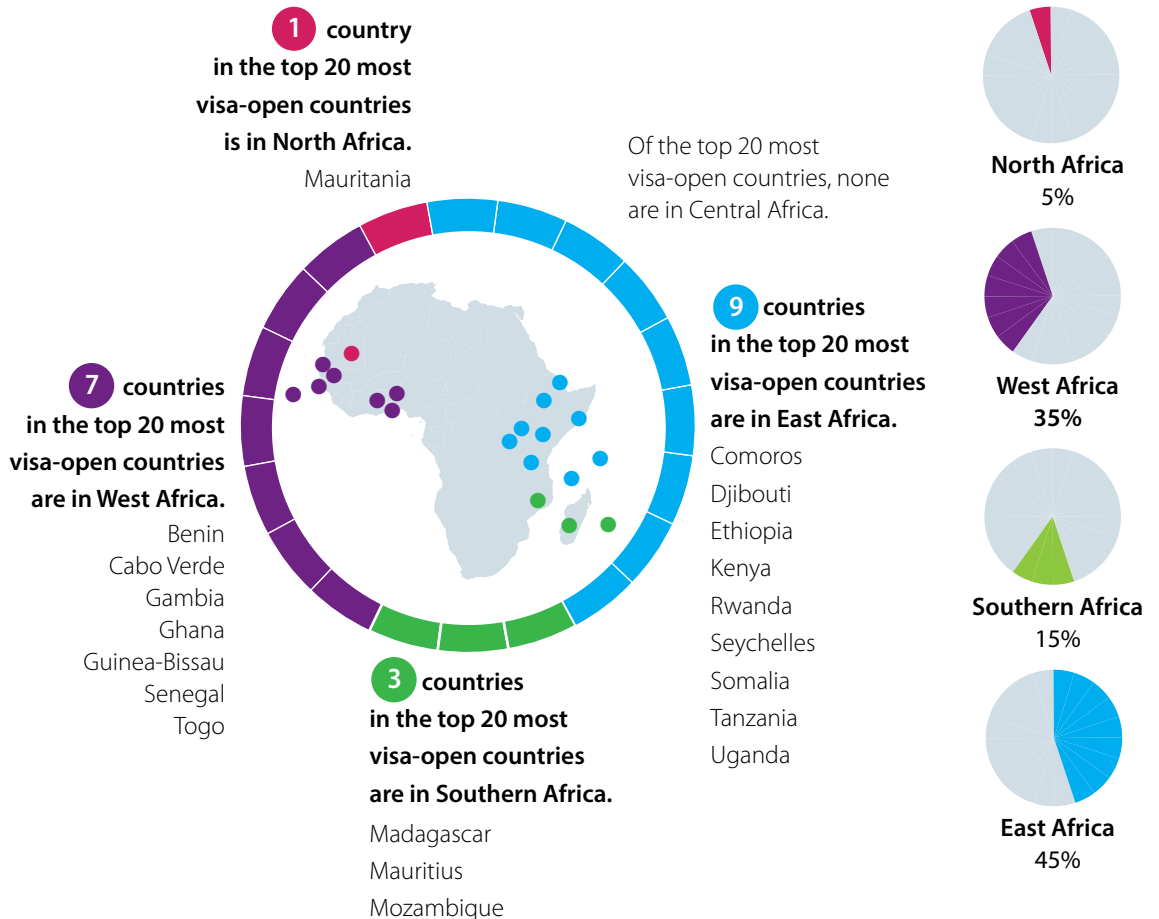 1 country
in the top 20 most
visa-open countries
is in North Africa.
Mauritania
Of the top 20 most
visa-open countries, none
are in Central Africa.
7 countries
in the top 20 most
visa-open countries
are in West Africa.
Benin
Cabo Verde
Gambia
Ghana
Guinea-Bissau
Senegal
Togo
9 countries
in the top 20 most
visa-open countries
are in East Africa.
Comoros
Djibouti
Ethiopia
Kenya
Rwanda
Seychelles
Somalia
Tanzania
Uganda
3 countries
in the top 20 most
visa-open countries
are in Southern Africa.
Madagascar
Mauritius
Mozambique
North Africa
5%
West Africa
35%
Southern Africa
15%
East Africa
45%